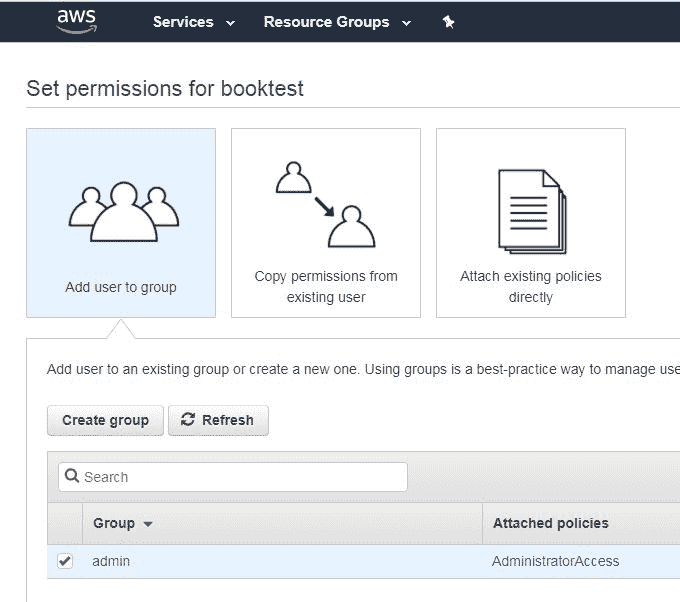 aws Services Resource Groups
Set permissions for booktest
Add user to group
Copy permissions from
existing user
Attach existing policies
directly
Add user to an existing group or create a new one. Using groups is a best-practice way to manage use
Create group Refresh
Search
Group Attached policies
admin AdministratorAccess